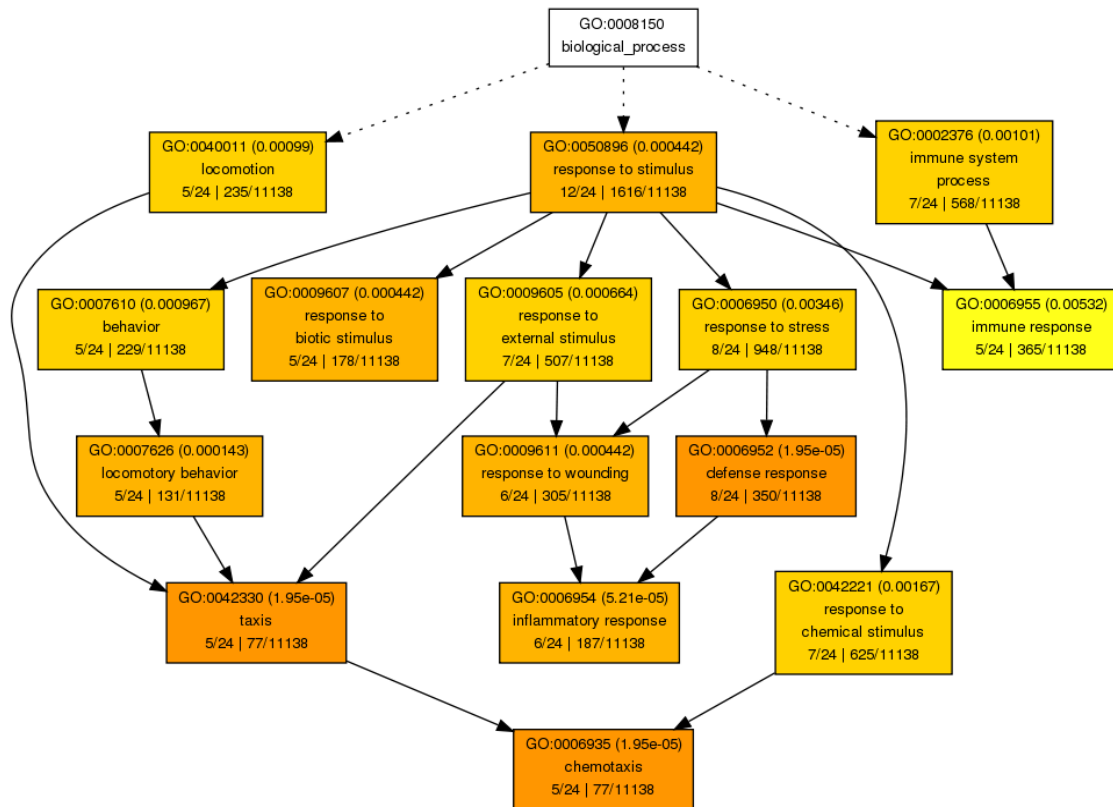 GO:0008150
biological_process
GO:0040011 (0.00099)
locomotion
5/24 | 235/11138
GO:0050896 (0.000442)
response to stimulus
12/24 | 1616/11138
GO:0002376 (0.00101)
immune system
process
7/24 | 568/11138
GO:0007610 (0.000967)
behavior
5/24 | 229/11138
GO:0009607 (0.000442)
response to
biotic stimulus
5/24 | 178/11138
GO:0009605 (0.000664)
response to
external stimulus
7/24 | 507/11138
GO:0006950 (0.00346)
response to stress
8/24 | 948/11138
GO:0006955 (0.00532)
immune response
5/24 | 365/11138
GO:0007626 (0.000143)
locomotory behavior
5/24 | 131/11138
GO:0009611 (0.000442)
response to wounding
6/24 | 305/11138
GO:0006952 (1.95e-05)
defense response
8/24 | 350/11138
GO:0042330 (1.95e-05)
taxis
5/24 | 77/11138
GO:0006954 (5.21e-05)
inflammatory response
6/24 | 187/11138
GO:0042221 (0.00167)
response to
chemical stimulus
7/24 | 625/11138
GO:0006935 (1.95e-05)
chemotaxis
5/24 | 77/11138